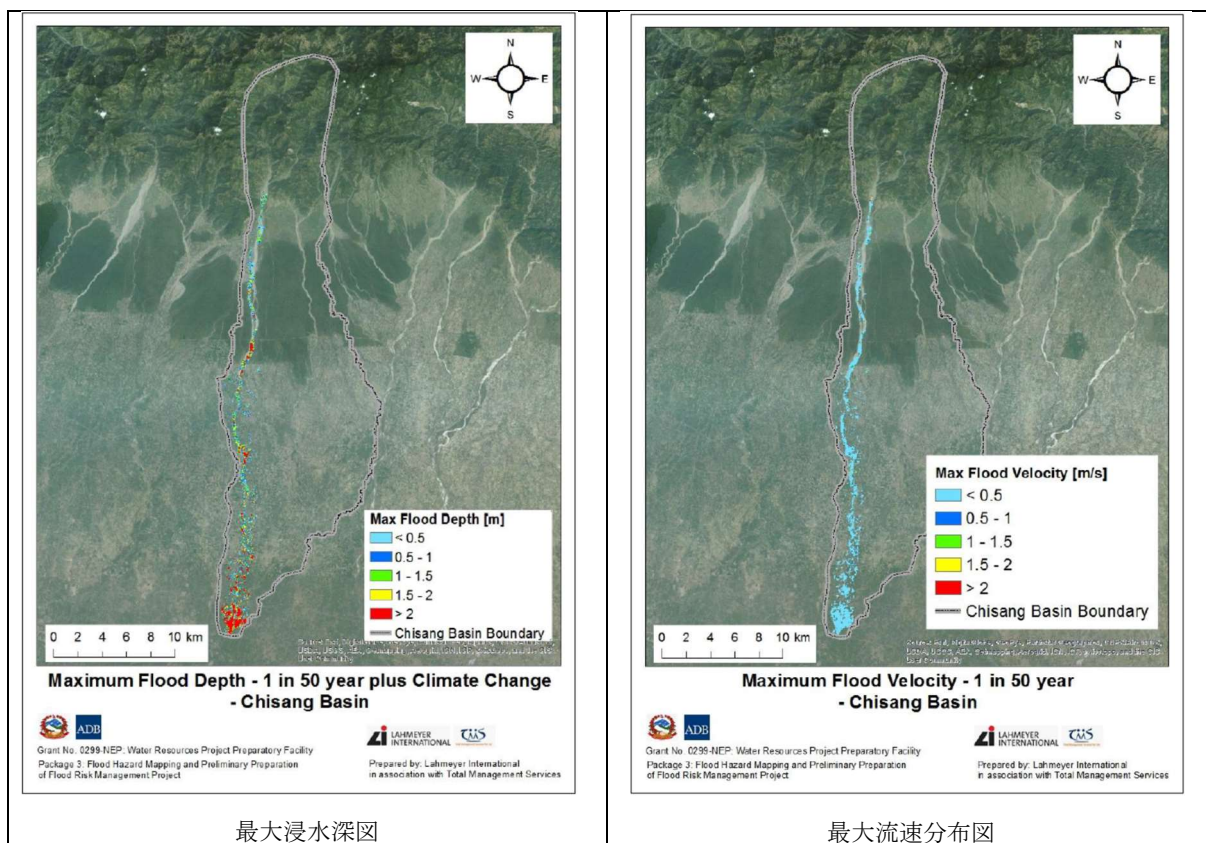 N
W
E
S
Max Flood Depth [m]
< 0.5
0.5 - 1
1 - 1.5
1.5 - 2
> 2
Chisang Basin Boundary
0 2 4 6 8 10 km
Maximum Flood Depth - 1 in 50 year plus Climate Change
- Chisang Basin
ADB
LAHMEYER
INTERNATIONAL
Grant No. 0299-NEP: Water Resources Project Preparatory Facility
Package 3: Flood Hazard Mapping and Preliminary Preparation
of Flood Risk Management Project
Prepared by: Lahmeyer International
in association with Total Management Services
最大浸水深図
N
W
E
S
Max Flood Velocity [m/s]
< 0.5
0.5 - 1
1 - 1.5
1.5 - 2
> 2
Chisang Basin Boundary
0 2 4 6 8 10 km
Maximum Flood Velocity - 1 in 50 year
- Chisang Basin
ADB
LAHMEYER
INTERNATIONAL
Grant No. 0299-NEP: Water Resources Project Preparatory Facility
Package 3: Flood Hazard Mapping and Preliminary Preparation
of Flood Risk Management Project
Prepared by: Lahmeyer International
in association with Total Management Services
最大流速分布図